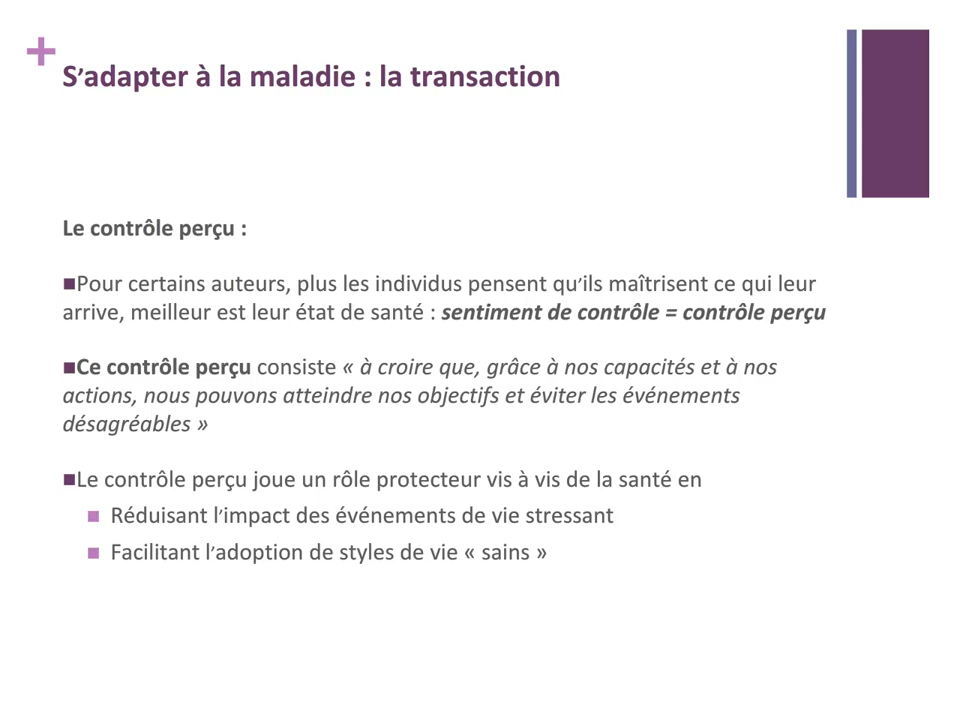 +
S'adapter à la maladie : la transaction
Le contrôle perçu :
■Pour certains auteurs, plus les individus pensent qu'ils maîtrisent ce qui leur
arrive, meilleur est leur état de santé : sentiment de contrôle = contrôle perçu
■Ce contrôle perçu consiste « à croire que, grâce à nos capacités et à nos
actions, nous pouvons atteindre nos objectifs et éviter les événements
désagréables »
■Le contrôle perçu joue un rôle protecteur vis à vis de la santé en
■ Réduisant l'impact des événements de vie stressant
■ Facilitant l'adoption de styles de vie « sains »